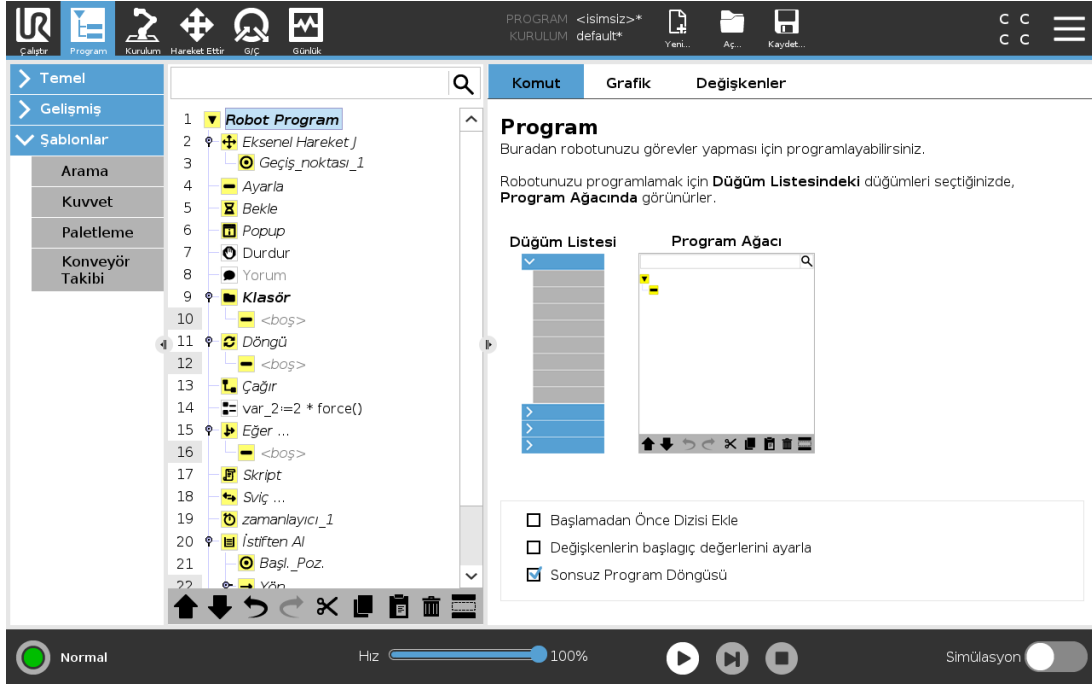 UR
PROGRAM <isimsiz>*
KURULUM default*
C C
C C
Çalıştır
Program
Kurulum
Hareket Ettir
G/Ç
Günlük
Yeni...
Aç...
Kaydet...
Temel
Gelişmiş
Şablonlar
Arama
Kuvvet
Paletleme
Konveyör
Takibi
1 Robot Program
2 Eksenel Hareket J
3 Geçiş_noktası_1
4 Ayarla
5 Bekle
6 Popup
7 Durdur
8 Yorum
9 Klasör
10 <boş>
11 Döngü
12 <boş>
13 Çağır
14 var_2:=2 * force()
15 Eğer ...
16 <boş>
17 Skript
18 Sviç ...
19 zamanlayıcı_1
20 İstiften Al
21 Başl._Poz.
22 Yön
Komut
Grafik
Değişkenler
Program
Buradan robotunuzu görevler yapması için programlayabilirsiniz.
Robotunuzu programlamak için Düğüm Listesindeki düğümleri seçtiğinizde,
Program Ağacında görünürler.
Düğüm Listesi
Program Ağacı
Başlamadan Önce Dizisi Ekle
Değişkenlerin başlagıç değerlerini ayarla
Sonsuz Program Döngüsü
Normal
Hız
100%
Simülasyon